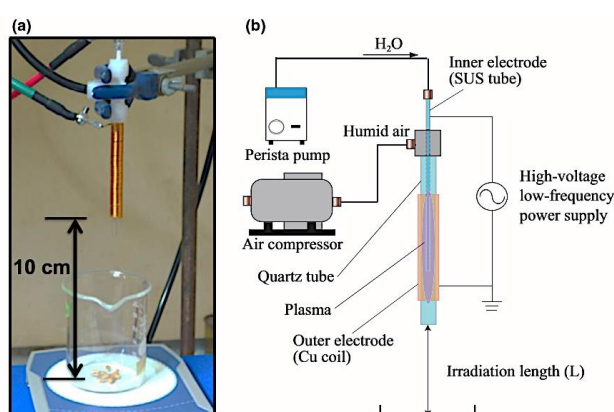 (a)
10 cm
(b)
H₂O
Inner electrode
(SUS tube)
Humid air
Perista pump
High-voltage
low-frequency
power supply
Air compressor
Quartz tube
Plasma
Outer electrode
(Cu coil)
Irradiation length (L)